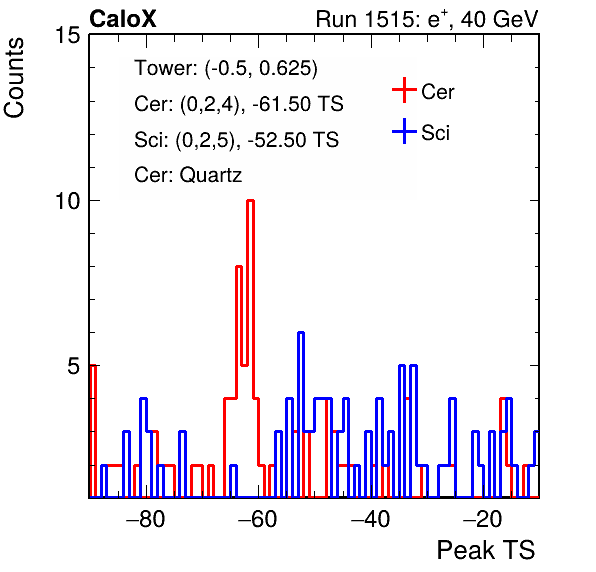 CaloX Run 1515: e⁺, 40 GeV
Counts
15
Tower: (-0.5, 0.625)
Cer: (0,2,4), -61.50 TS
Sci: (0,2,5), -52.50 TS
Cer: Quartz
Cer
Sci
10
5
−80 −60 −40 −20
Peak TS